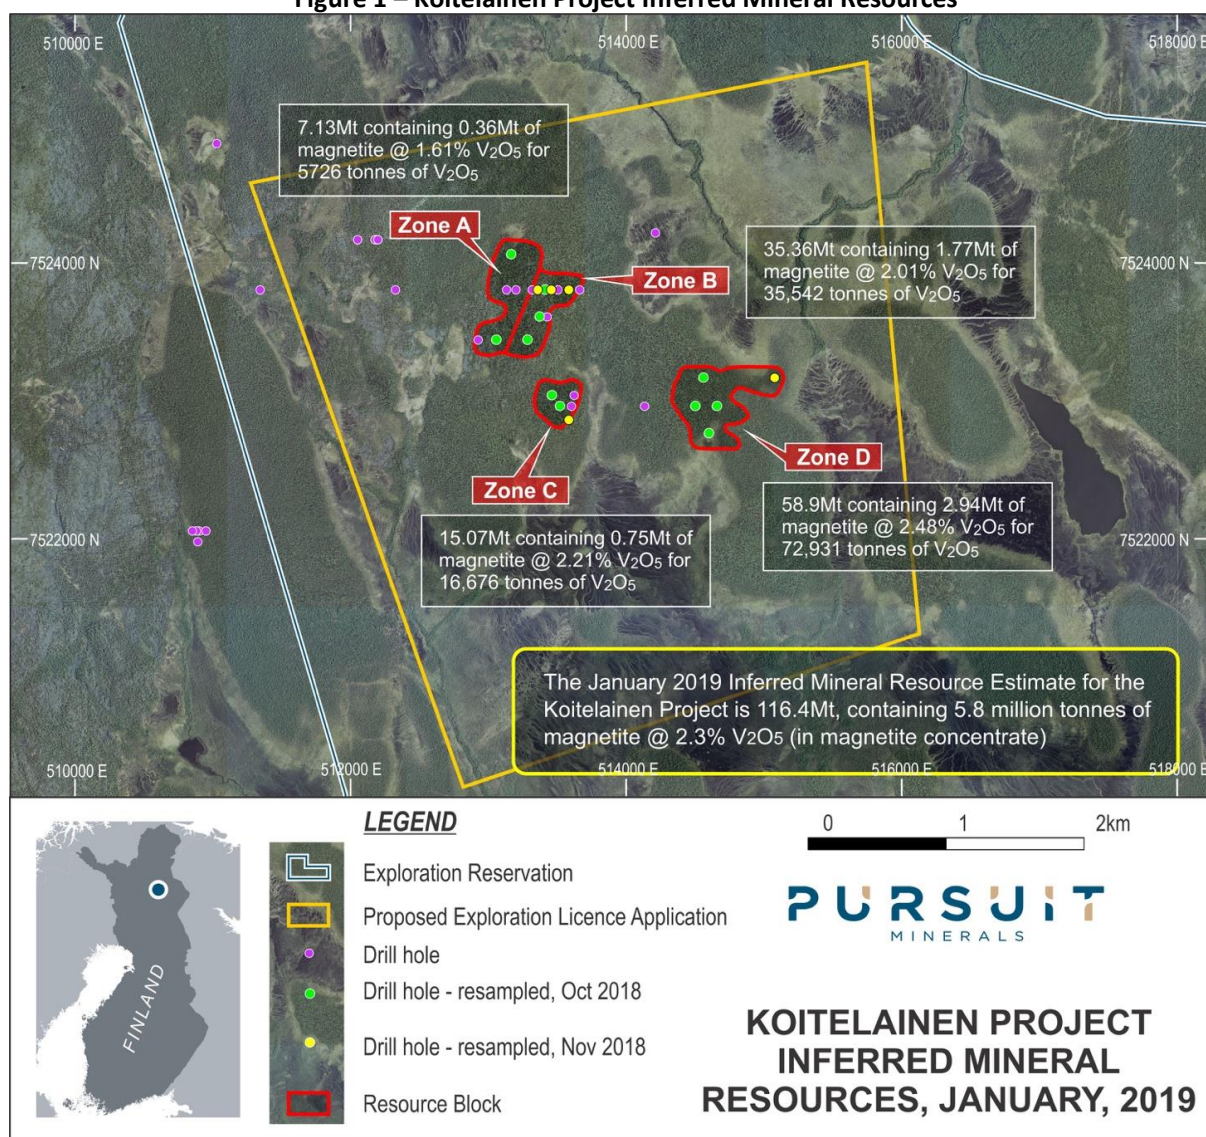 Figure 1 – Koitelainen Project Inferred Mineral Resources
510000 E
514000 E
516000 E
518000 E
7.13Mt containing 0.36Mt of
magnetite @ 1.61% V2O5 for
5726 tonnes of V2O5
Zone A
7524000 N
Zone B
35.36Mt containing 1.77Mt of
magnetite @ 2.01% V2O5 for
35,542 tonnes of V2O5
7524000 N
Zone C
Zone D
7522000 N
15.07Mt containing 0.75Mt of
magnetite @ 2.21% V2O5 for
16,676 tonnes of V2O5
58.9Mt containing 2.94Mt of
magnetite @ 2.48% V2O5 for
72,931 tonnes of V2O5
7522000 N
The January 2019 Inferred Mineral Resource Estimate for the
Koitelainen Project is 116.4Mt, containing 5.8 million tonnes of
magnetite @ 2.3% V2O5 (in magnetite concentrate)
510000 E
512000 E
514000 E
516000 E
518000 E
FINLAND
LEGEND
Exploration Reservation
Proposed Exploration Licence Application
Drill hole
Drill hole - resampled, Oct 2018
Drill hole - resampled, Nov 2018
Resource Block
0 1 2km
PURSUIT
MINERALS
KOITELAINEN PROJECT
INFERRED MINERAL
RESOURCES, JANUARY, 2019